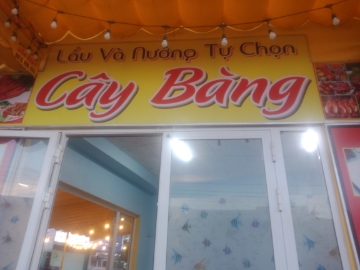 Lẩu Và Nướng Tự Chọn
Cây Bàng